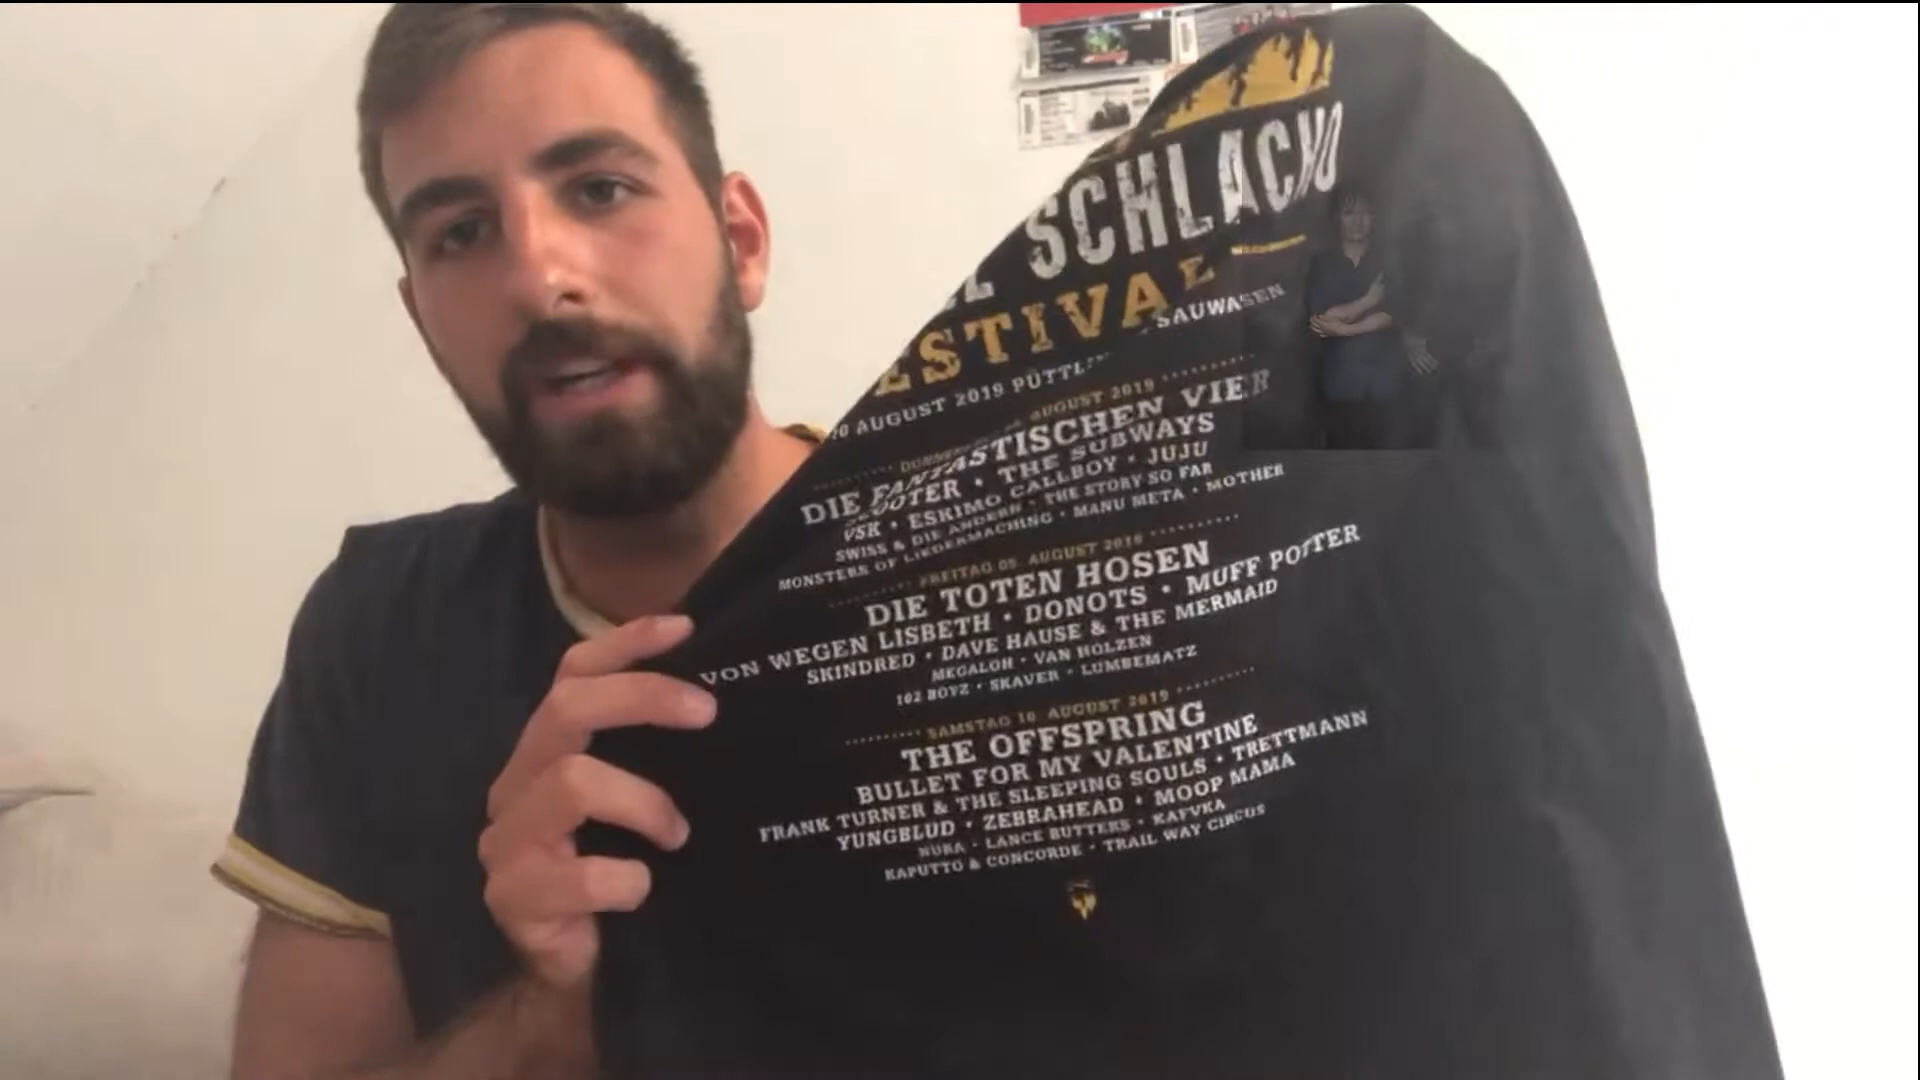 SCHLACHO
ESTIVAL
AUGUST 2019 PÜTTL SAUWASEN
AUGUST 2019
DIE FANTASTISCHEN VIER
SCOOTER • THE SUBWAYS
VSK • ESKIMO CALLBOY • JUJU
SWISS & DIE ANDERN • THE STORY SO FAR
MONSTERS OF LIEDERMACHING • MANU META • MOTHER
FREITAG 09. AUGUST 2019
DIE TOTEN HOSEN
VON WEGEN LISBETH • DONOTS • MUFF POTTER
SKINDRED • DAVE HAUSE & THE MERMAID
MEGALOH • VAN HOLZEN
102 BOYZ • SKAVER • LUMBEMATZ
SAMSTAG 10. AUGUST 2019
THE OFFSPRING
BULLET FOR MY VALENTINE
FRANK TURNER & THE SLEEPING SOULS • TRETTMANN
YUNGBLUD • ZEBRAHEAD • MOOP MAMA
NURA • LANCE BUTTERS • KAFVKA
KAPUTTO & CONCORDE • TRAIL WAY CIRCUS